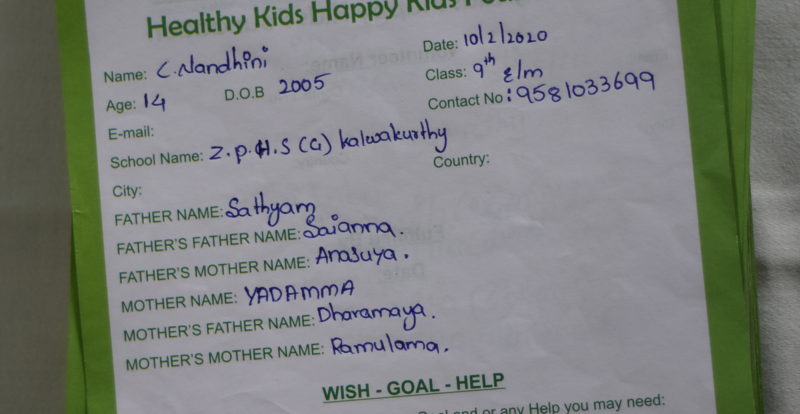 Healthy Kids Happy Kids
Name: C. Nandhini Date: 10/2/2020
Age: 14 D.O.B 2005 Class: 9th E/m
E-mail: Contact No: 9581033699
School Name: Z.P.H.S (G) kalwakurthy
City: Country:
FATHER NAME: Sathyam
FATHER'S FATHER NAME: Saianna.
FATHER'S MOTHER NAME: Anasuya.
MOTHER NAME: YADAMMA
MOTHER'S FATHER NAME: Dharamaya.
MOTHER'S MOTHER NAME: Ramulama.
WISH - GOAL - HELP
and or any Help you may need: